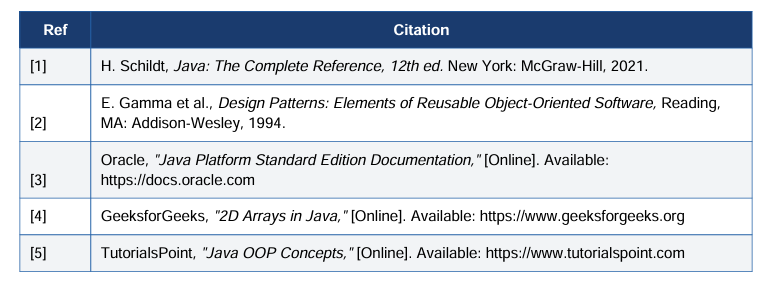 Ref Citation
[1] H. Schildt, Java: The Complete Reference, 12th ed. New York: McGraw-Hill, 2021.
E. Gamma et al., Design Patterns: Elements of Reusable Object-Oriented Software, Reading,
[2] MA: Addison-Wesley, 1994.
Oracle, "Java Platform Standard Edition Documentation," [Online]. Available:
[3] https://docs.oracle.com
[4] GeeksforGeeks, "2D Arrays in Java," [Online]. Available: https://www.geeksforgeeks.org
[5] TutorialsPoint, "Java OOP Concepts," [Online]. Available: https://www.tutorialspoint.com